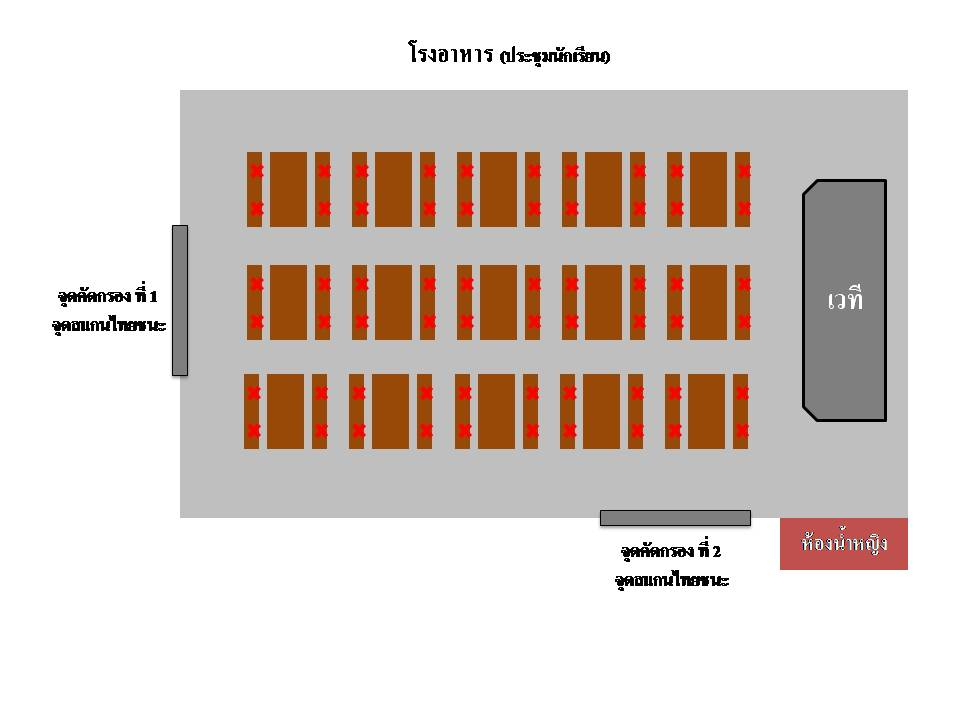 โรงอาหาร (ประชุมนักเรียน)
จุดคัดกรอง ที่ 1
จุดสแกนไทยชนะ
เวที
จุดคัดกรอง ที่ 2
จุดสแกนไทยชนะ
ห้องน้ำหญิง